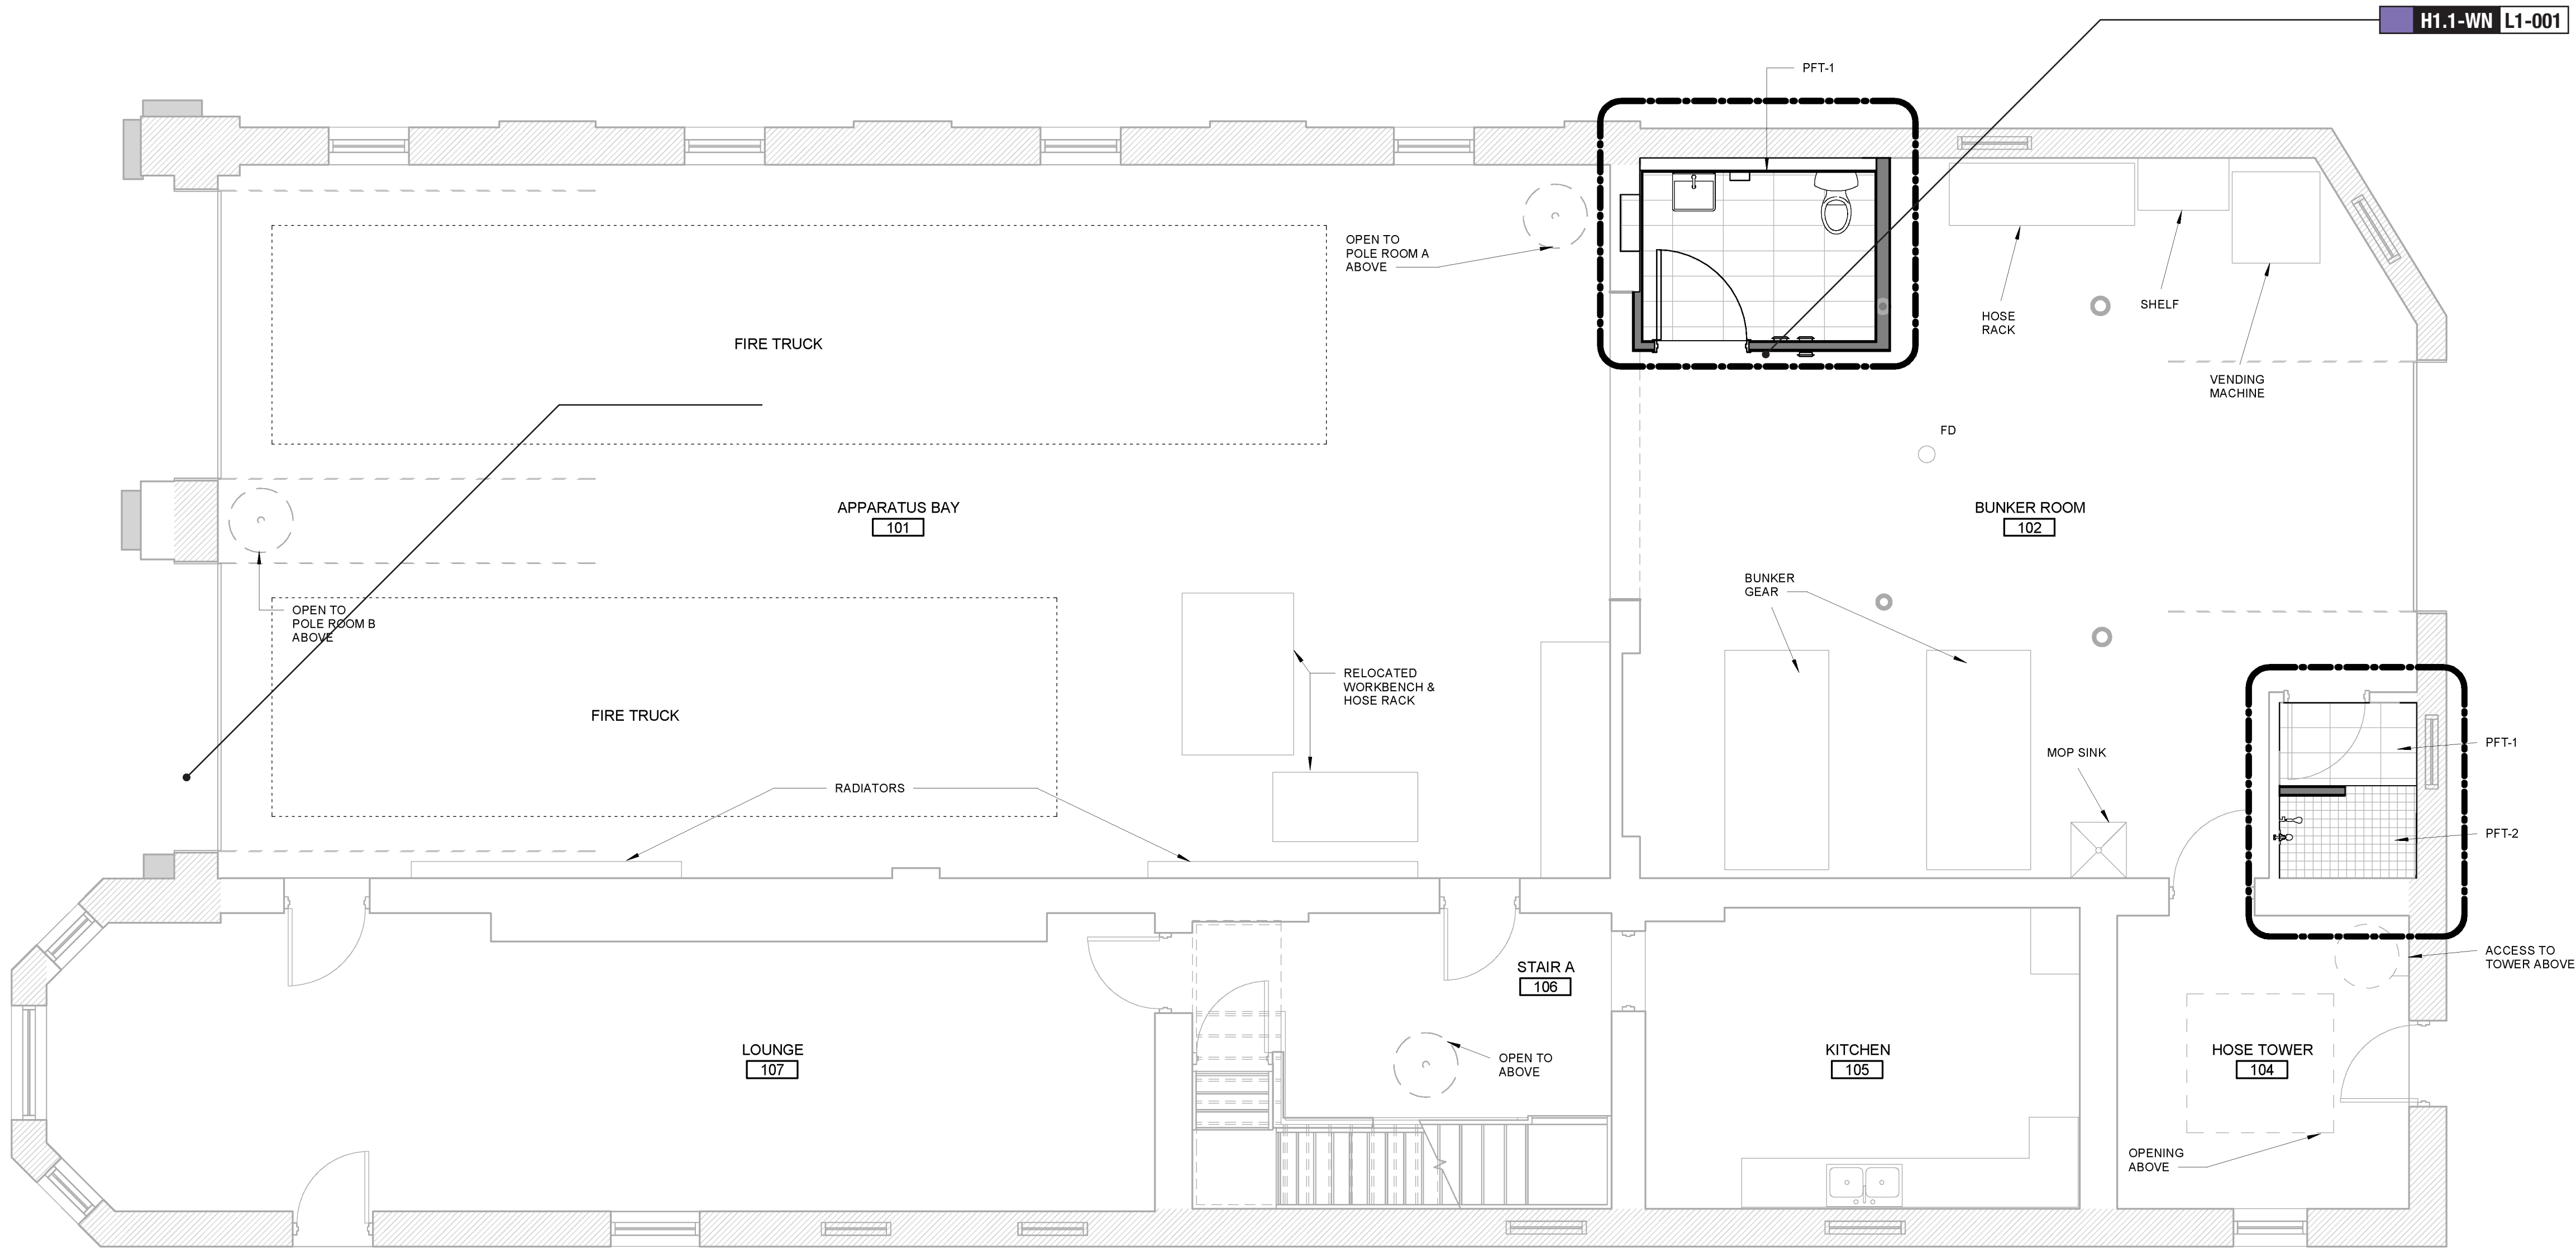 H1.1-WN L1-001
PFT-1
OPEN TO
POLE ROOM A
ABOVE
HOSE
RACK
SHELF
VENDING
MACHINE
FIRE TRUCK
FD
APPARATUS BAY
101
BUNKER ROOM
102
BUNKER
GEAR
OPEN TO
POLE ROOM B
ABOVE
RELOCATED
WORKBENCH &
HOSE RACK
FIRE TRUCK
MOP SINK
PFT-1
RADIATORS
PFT-2
ACCESS TO
TOWER ABOVE
STAIR A
106
LOUNGE
107
OPEN TO
ABOVE
KITCHEN
105
HOSE TOWER
104
OPENING
ABOVE